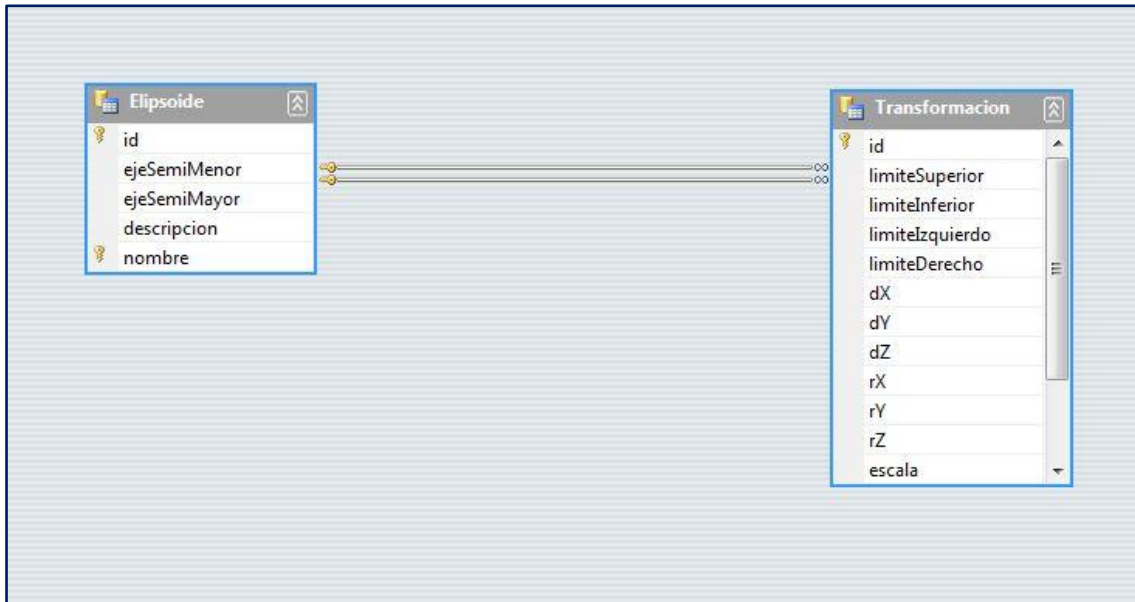 Elipsoide
id
ejeSemiMenor
ejeSemiMayor
descripcion
nombre
Transformacion
id
limiteSuperior
limiteInferior
limiteIzquierdo
limiteDerecho
dX
dY
dZ
rX
rY
rZ
escala